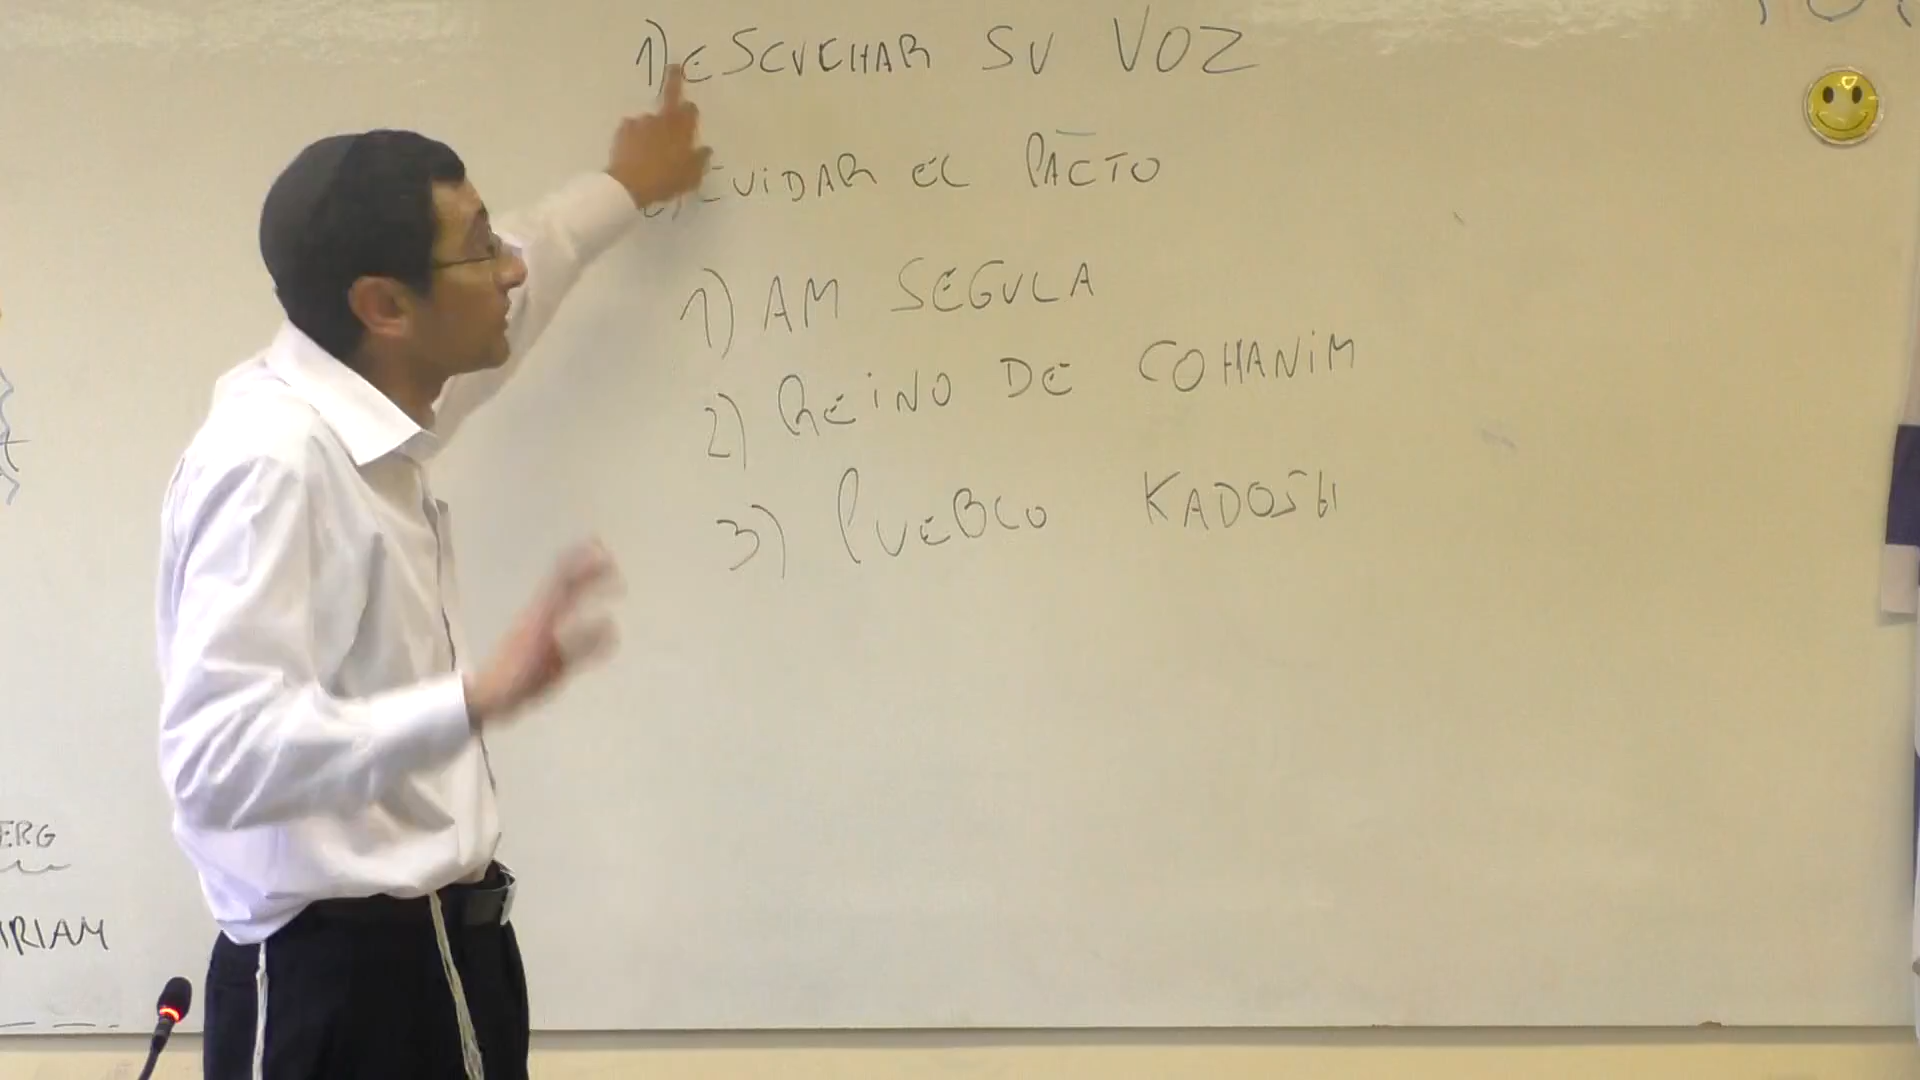 1) ESCUCHAR SU VOZ
2) CUIDAR EL PACTO
1) AM SEGULA
2) REINO DE COHANIM
3) PUEBLO KADOSH
ERG
IRIAM